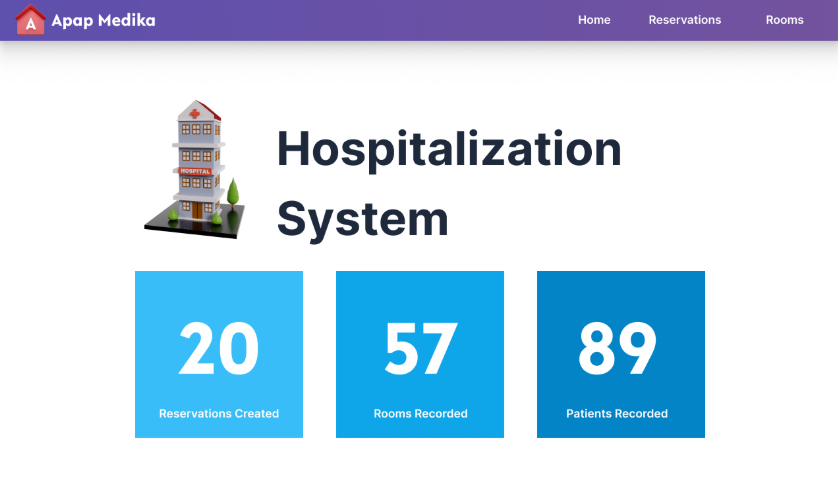 A
Apap Medika
Home
Reservations
Rooms
HOSPITAL
Hospitalization
System
20
57
89
Reservations Created
Rooms Recorded
Patients Recorded